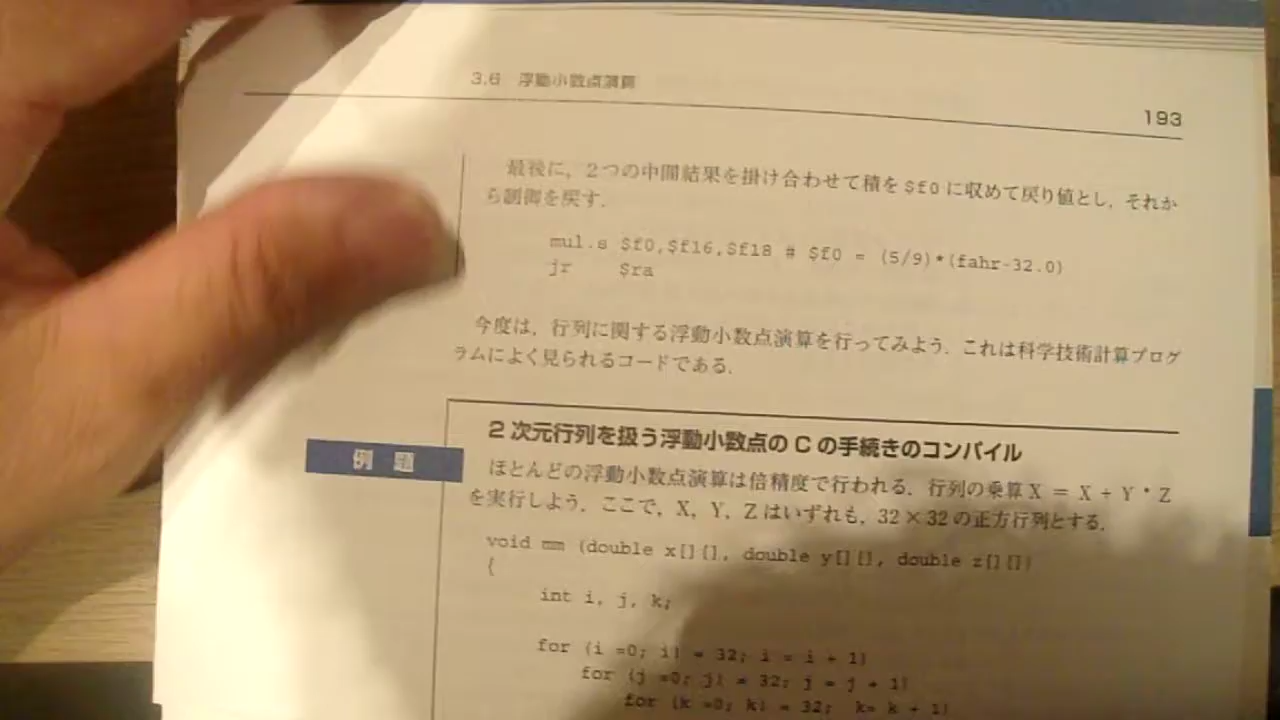 3.6 浮動小数点演算
193
最後に,2つの中間結果を掛け合わせて積を $f0 に収めて戻り値とし,それか
ら制御を戻す.
mul.s $f0,$f16,$f18 # $f0 = (5/9)*(fahr-32.0)
jr $ra
今度は,行列に関する浮動小数点演算を行ってみよう.これは科学技術計算プログ
ラムによく見られるコードである.
例 題
2 次元行列を扱う浮動小数点の C の手続きのコンパイル
ほとんどの浮動小数点演算は倍精度で行われる.行列の乗算 X = X + Y * Z
を実行しよう.ここで,X,Y,Z はいずれも,32×32 の正方行列とする.
void mm (double x[][], double y[][], double z[][])
{
int i, j, k;
for (i =0; i! = 32; i = i + 1)
for (j =0; j! = 32; j = j + 1)
for (k =0; k! = 32; k= k + 1)